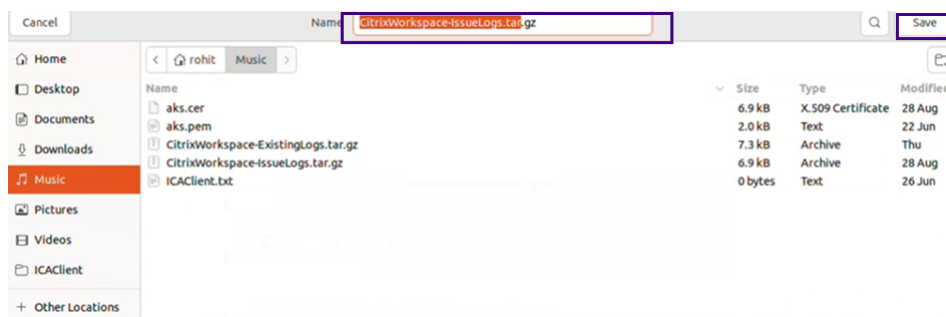 Cancel Name CitrixWorkspace-IssueLogs.tar.gz Save
Home rohit Music
Desktop Name Size Type Modified
aks.cer 6.9 kB X.509 Certificate 28 Aug
Documents aks.pem 2.0 kB Text 22 Jun
Downloads CitrixWorkspace-ExistingLogs.tar.gz 7.3 kB Archive Thu
CitrixWorkspace-IssueLogs.tar.gz 6.9 kB Archive 28 Aug
Music ICAClient.txt 0 bytes Text 26 Jun
Pictures
Videos
ICAClient
+ Other Locations